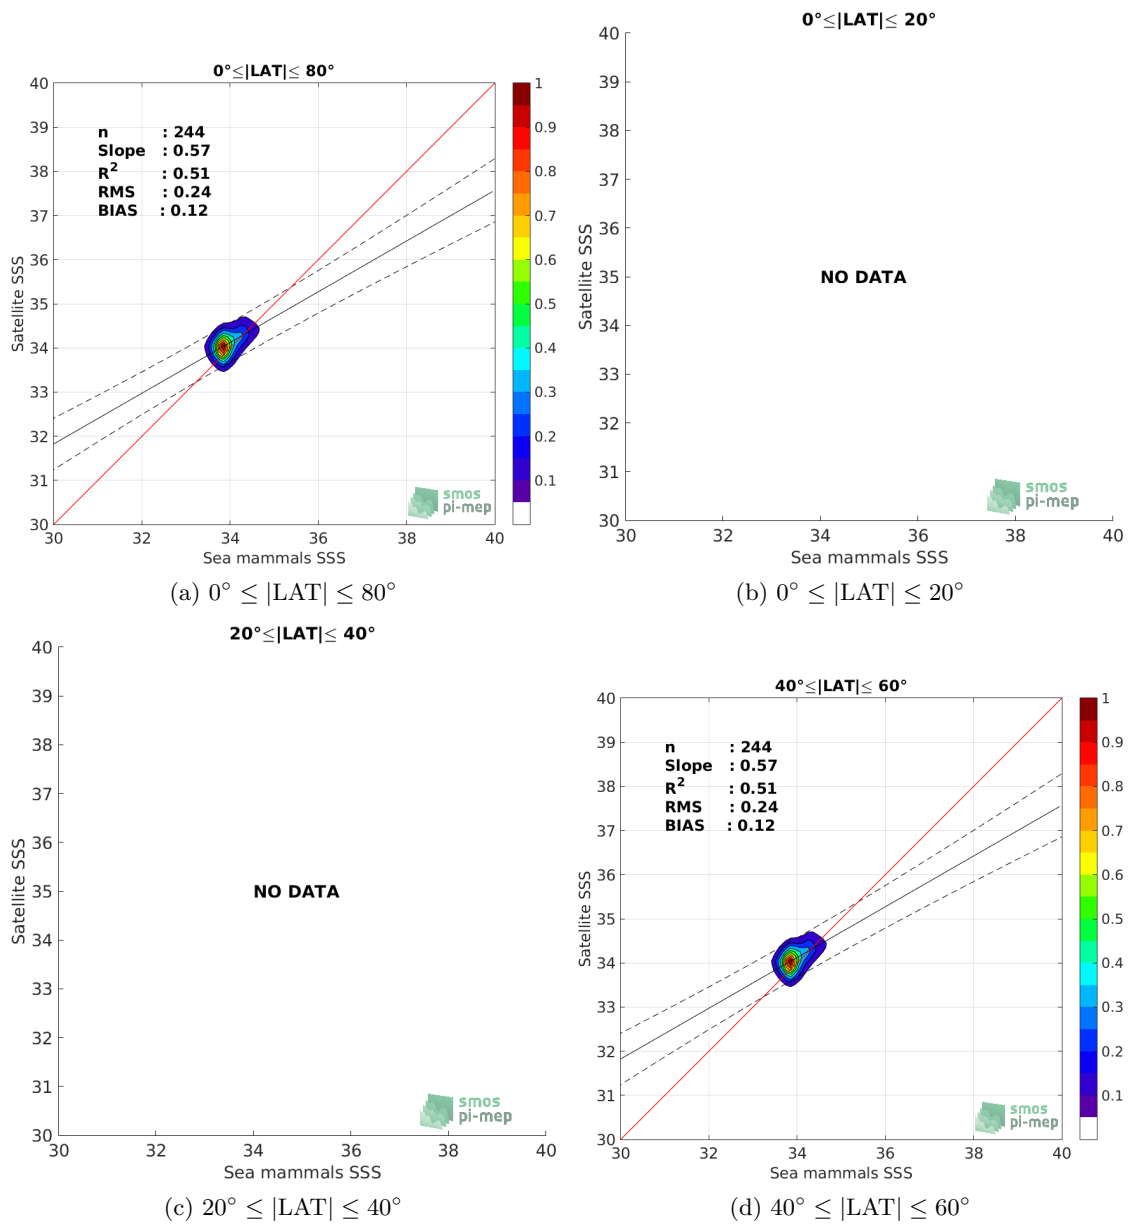 0°≤|LAT|≤ 80°
40
39
38
37
36
35
34
33
32
31
30
Satellite SSS
n : 244
Slope : 0.57
R² : 0.51
RMS : 0.24
BIAS : 0.12
1
0.9
0.8
0.7
0.6
0.5
0.4
0.3
0.2
0.1
smos
pi-mep
30 32 34 36 38 40
Sea mammals SSS
(a) 0° ≤ |LAT| ≤ 80°
0°≤|LAT|≤ 20°
40
39
38
37
36
35
34
33
32
31
30
Satellite SSS
NO DATA
smos
pi-mep
30 32 34 36 38 40
Sea mammals SSS
(b) 0° ≤ |LAT| ≤ 20°
20°≤|LAT|≤ 40°
40
39
38
37
36
35
34
33
32
31
30
Satellite SSS
NO DATA
smos
pi-mep
30 32 34 36 38 40
Sea mammals SSS
(c) 20° ≤ |LAT| ≤ 40°
40°≤|LAT|≤ 60°
40
39
38
37
36
35
34
33
32
31
30
Satellite SSS
n : 244
Slope : 0.57
R² : 0.51
RMS : 0.24
BIAS : 0.12
1
0.9
0.8
0.7
0.6
0.5
0.4
0.3
0.2
0.1
smos
pi-mep
30 32 34 36 38 40
Sea mammals SSS
(d) 40° ≤ |LAT| ≤ 60°